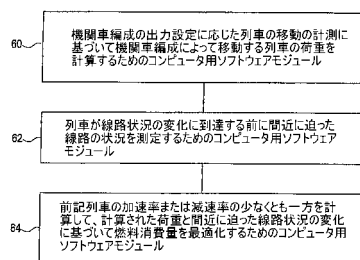 60
機関車編成の出力設定に応じた列車の移動の計測に
基づいて機関車編成によって移動する列車の荷重を
計算するためのコンピュータ用ソフトウェアモジュール
62
列車が線路状況の変化に到達する前に間近に迫った
線路の状況を測定するためのコンピュータ用ソフトウェア
モジュール
84
前記列車の加速率または減速率の少なくとも一方を計
算して、計算された荷重と間近に迫った線路状況の変化
に基づいて燃料消費量を最適化するためのコンピュータ用
ソフトウェアモジュール